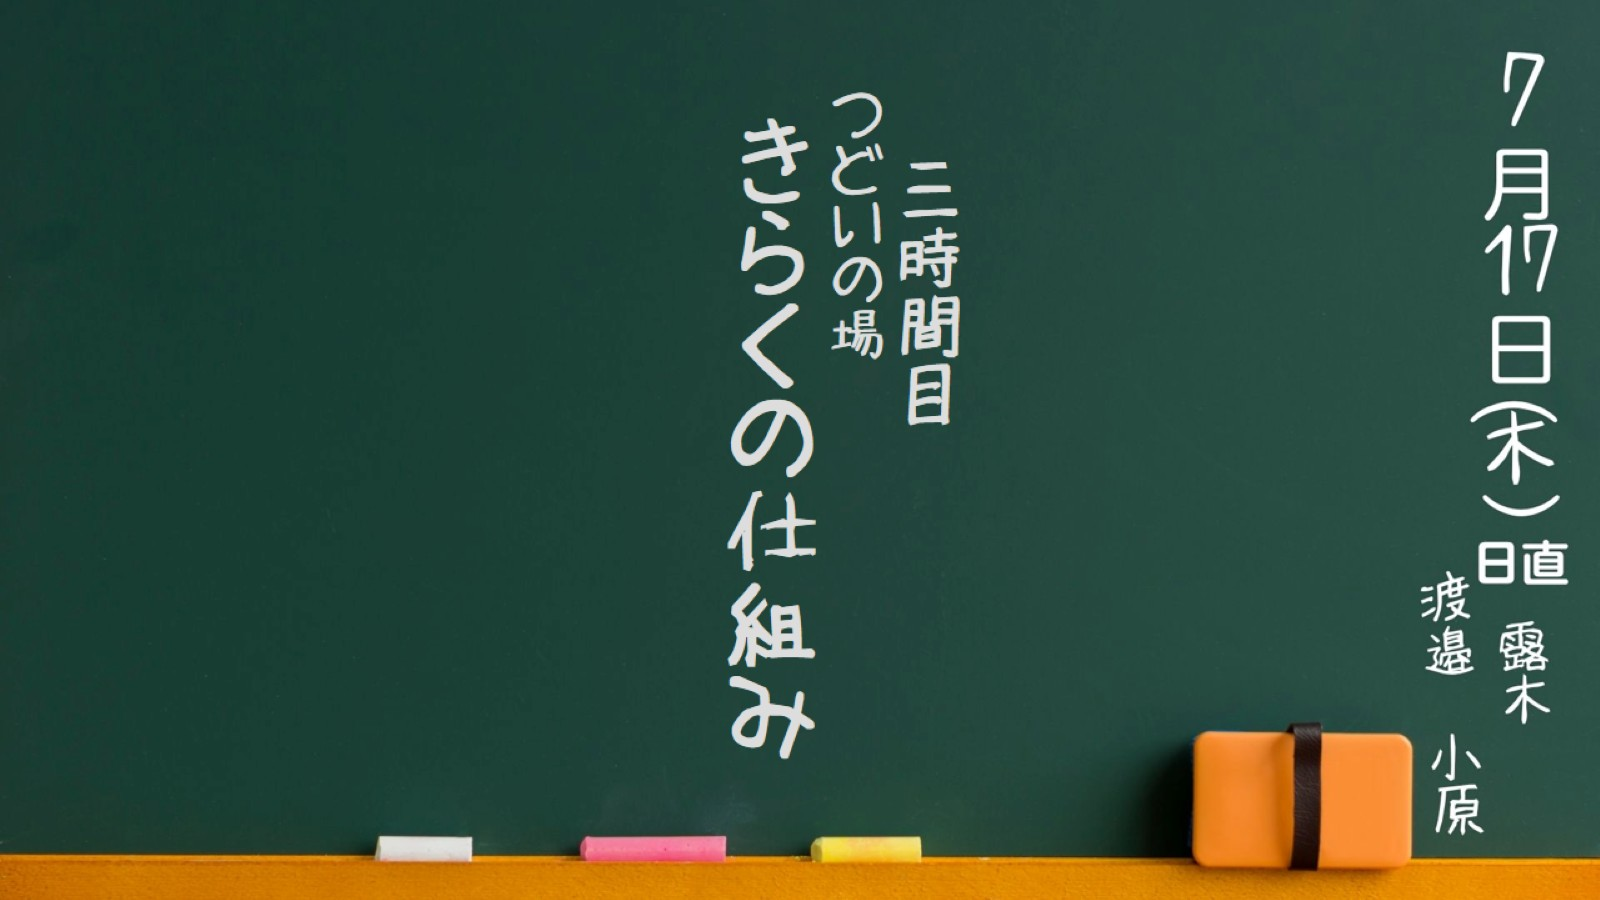 7月17日(木)
日直
露木
渡邉
小原
三時間目
つどいの場
きらくの仕組み